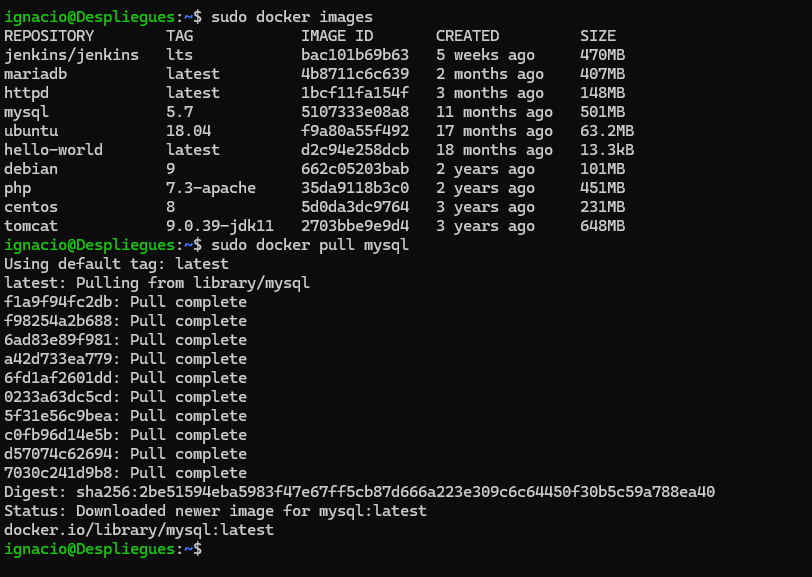 ignacio@Despliegues:~$ sudo docker images
REPOSITORY        TAG            IMAGE ID       CREATED         SIZE
jenkins/jenkins   lts            bac101b69b63   5 weeks ago     470MB
mariadb           latest         4b8711c6c639   2 months ago    407MB
httpd             latest         1bcf11fa154f   3 months ago    148MB
mysql             5.7            5107333e08a8   11 months ago   501MB
ubuntu            18.04          f9a80a55f492   17 months ago   63.2MB
hello-world       latest         d2c94e258dcb   18 months ago   13.3kB
debian            9              662c05203bab   2 years ago     101MB
php               7.3-apache     35da9118b3c0   2 years ago     451MB
centos            8              5d0da3dc9764   3 years ago     231MB
tomcat            9.0.39-jdk11   2703bbe9e9d4   3 years ago     648MB
ignacio@Despliegues:~$ sudo docker pull mysql
Using default tag: latest
latest: Pulling from library/mysql
f1a9f94fc2db: Pull complete
f98254a2b688: Pull complete
6ad83e89f981: Pull complete
a42d733ea779: Pull complete
6fd1af2601dd: Pull complete
0233a63dc5cd: Pull complete
5f31e56c9bea: Pull complete
c0fb96d14e5b: Pull complete
d57074c62694: Pull complete
7030c241d9b8: Pull complete
Digest: sha256:2be51594eba5983f47e67ff5cb87d666a223e309c6c64450f30b5c59a788ea40
Status: Downloaded newer image for mysql:latest
docker.io/library/mysql:latest
ignacio@Despliegues:~$